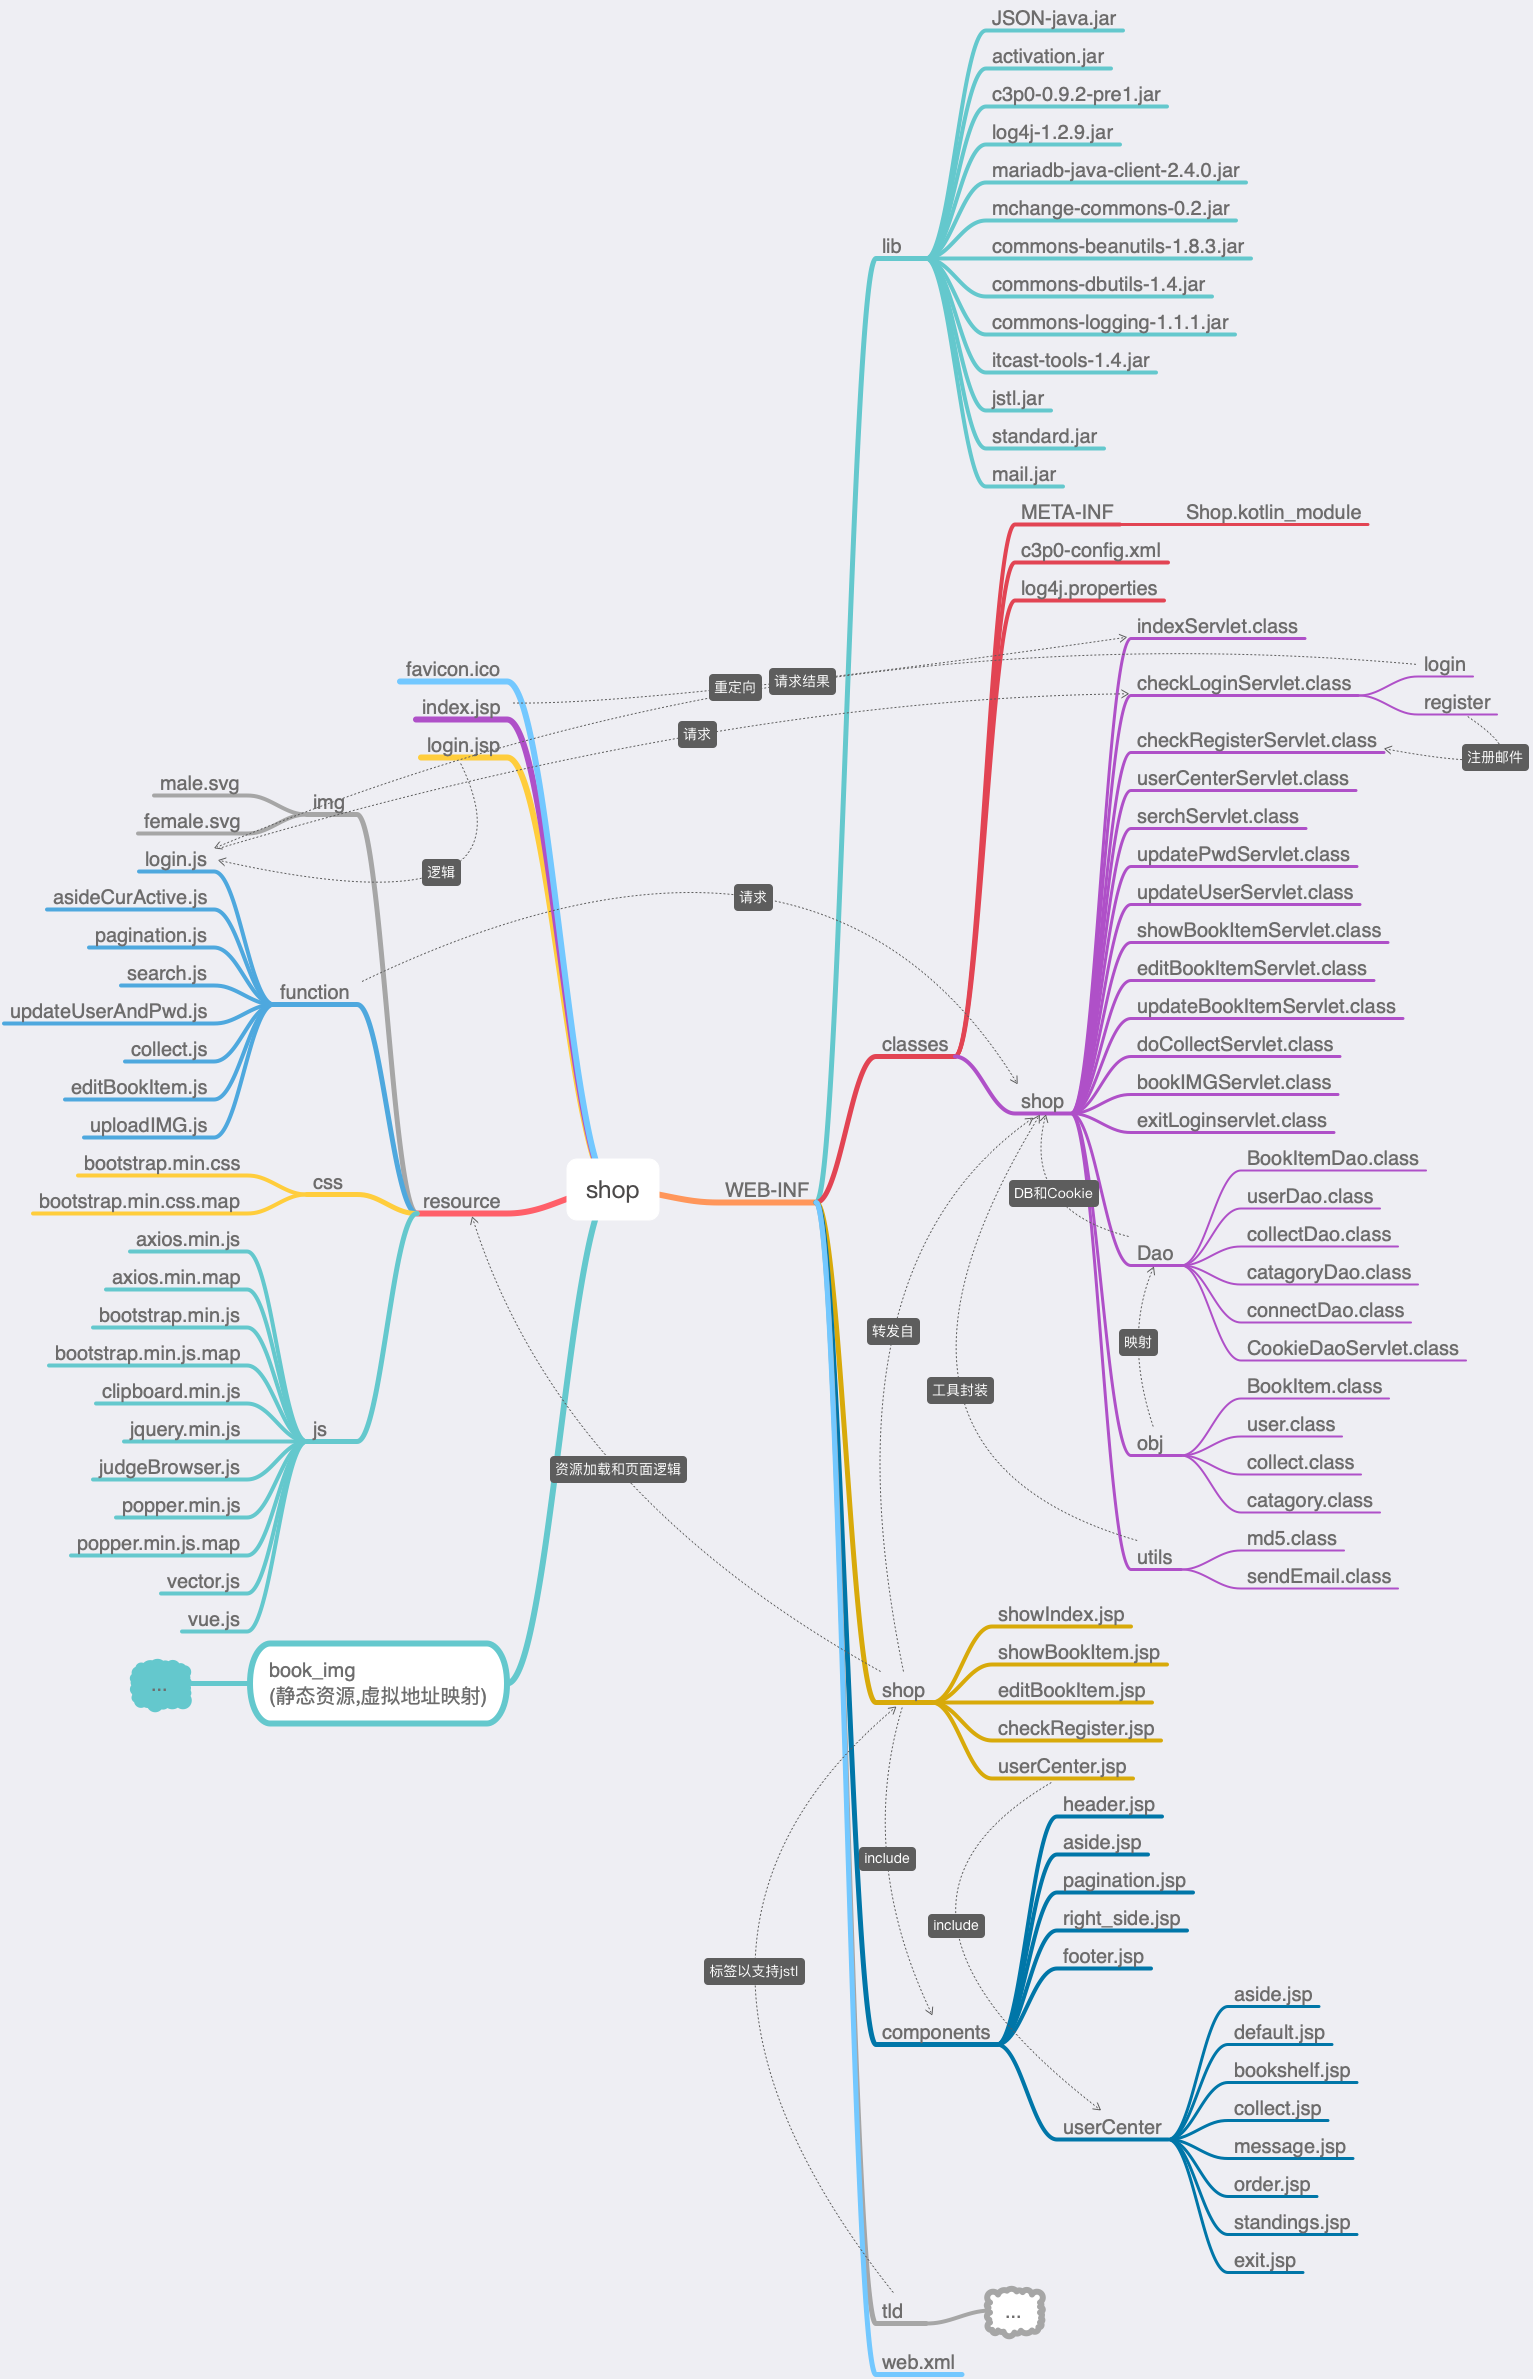 shop
favicon.ico
index.jsp
login.jsp
resource
img
male.svg
female.svg
function
login.js
asideCurActive.js
pagination.js
search.js
updateUserAndPwd.js
collect.js
editBookItem.js
uploadIMG.js
css
bootstrap.min.css
bootstrap.min.css.map
js
axios.min.js
axios.min.map
bootstrap.min.js
bootstrap.min.js.map
clipboard.min.js
jquery.min.js
judgeBrowser.js
popper.min.js
popper.min.js.map
vector.js
vue.js
book_img
(静态资源,虚拟地址映射)
...
WEB-INF
lib
JSON-java.jar
activation.jar
c3p0-0.9.2-pre1.jar
log4j-1.2.9.jar
mariadb-java-client-2.4.0.jar
mchange-commons-0.2.jar
commons-beanutils-1.8.3.jar
commons-dbutils-1.4.jar
commons-logging-1.1.1.jar
itcast-tools-1.4.jar
jstl.jar
standard.jar
mail.jar
classes
META-INF
Shop.kotlin_module
c3p0-config.xml
log4j.properties
shop
indexServlet.class
checkLoginServlet.class
login
register
checkRegisterServlet.class
userCenterServlet.class
serchServlet.class
updatePwdServlet.class
updateUserServlet.class
showBookItemServlet.class
editBookItemServlet.class
updateBookItemServlet.class
doCollectServlet.class
bookIMGServlet.class
exitLoginservlet.class
Dao
BookItemDao.class
userDao.class
collectDao.class
catagoryDao.class
connectDao.class
CookieDaoServlet.class
obj
BookItem.class
user.class
collect.class
catagory.class
utils
md5.class
sendEmail.class
shop
showIndex.jsp
showBookItem.jsp
editBookItem.jsp
checkRegister.jsp
userCenter.jsp
components
header.jsp
aside.jsp
pagination.jsp
right_side.jsp
footer.jsp
userCenter
aside.jsp
default.jsp
bookshelf.jsp
collect.jsp
message.jsp
order.jsp
standings.jsp
exit.jsp
tld
...
web.xml
重定向
请求结果
请求
注册邮件
逻辑
请求
DB和Cookie
转发自
映射
工具封装
资源加载和页面逻辑
include
include
标签以支持jstl